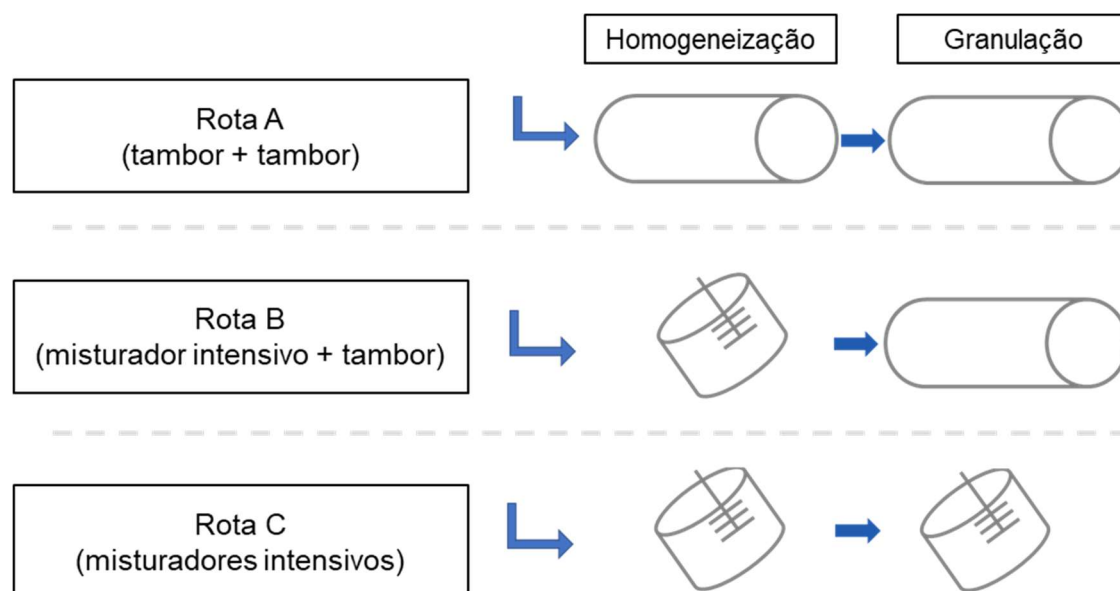 Homogeneização
Granulação
Rota A
(tambor + tambor)
Rota B
(misturador intensivo + tambor)
Rota C
(misturadores intensivos)